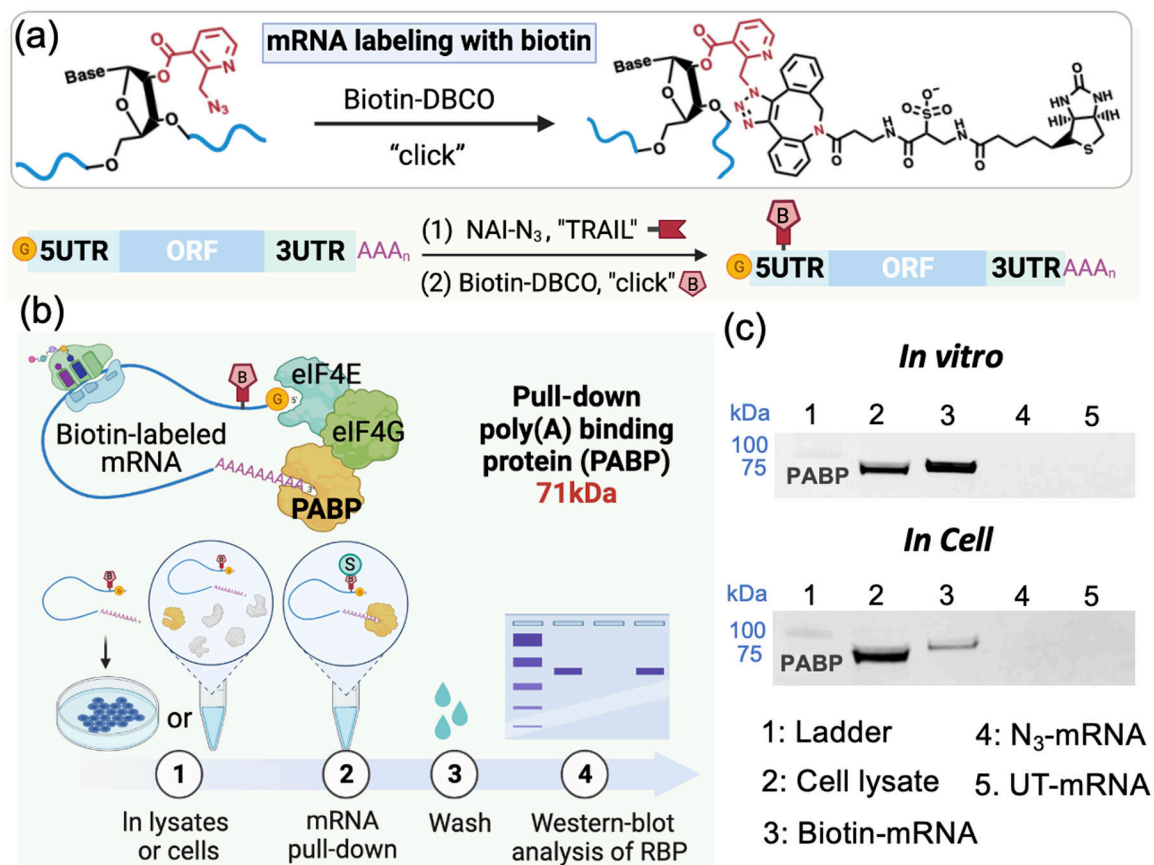 (a)
mRNA labeling with biotin
Base
O
O
N
N₃
O
O
O
Biotin-DBCO
"click"
Base
O
O
N
N
N
N
O
O
O
N
O
H
N
O
O
O=S=O
O⁻
N
H
O
O
HN
NH
H
H
S
G 5UTR ORF 3UTR AAAn
(1) NAI-N₃, "TRAIL"
(2) Biotin-DBCO, "click" B
B
G 5UTR ORF 3UTR AAAn
(b)
B
G 5'
eIF4E
eIF4G
Biotin-labeled
mRNA
AAAAAAAAA 3'
PABP
Pull-down
poly(A) binding
protein (PABP)
71kDa
B
G
B
G
S
B
G
or
1
2
3
4
In lysates
or cells
mRNA
pull-down
Wash
Western-blot
analysis of RBP
(c)
In vitro
kDa 1 2 3 4 5
100
75
PABP
In Cell
kDa 1 2 3 4 5
100
75
PABP
1: Ladder
2: Cell lysate
3: Biotin-mRNA
4: N₃-mRNA
5. UT-mRNA